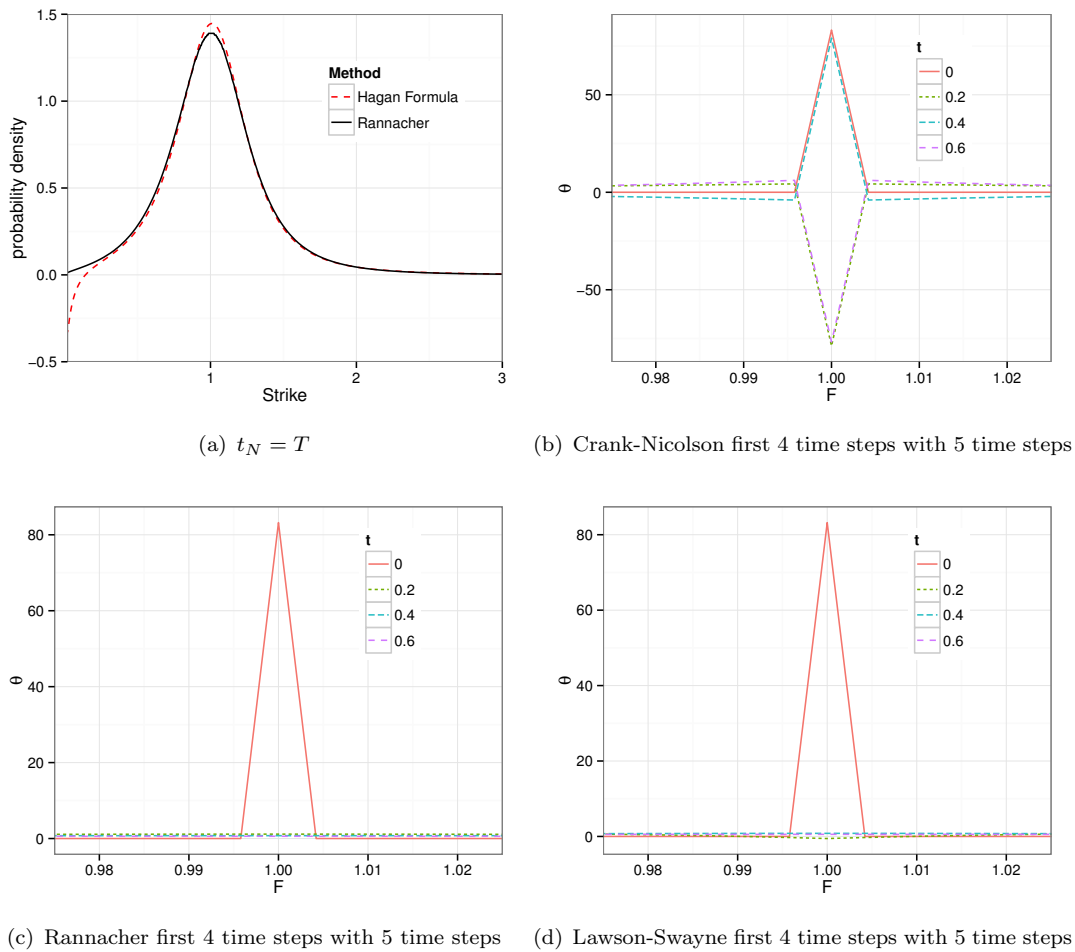 1.5
1.0
0.5
0.0
−0.5
probability density
Method
Hagan Formula
Rannacher
1
2
3
Strike
(a) t_N = T
50
0
−50
θ
t
0
0.2
0.4
0.6
0.98
0.99
1.00
1.01
1.02
F
(b) Crank-Nicolson first 4 time steps with 5 time steps
80
60
40
20
0
θ
t
0
0.2
0.4
0.6
0.98
0.99
1.00
1.01
1.02
F
(c) Rannacher first 4 time steps with 5 time steps
80
60
40
20
0
θ
t
0
0.2
0.4
0.6
0.98
0.99
1.00
1.01
1.02
F
(d) Lawson-Swayne first 4 time steps with 5 time steps